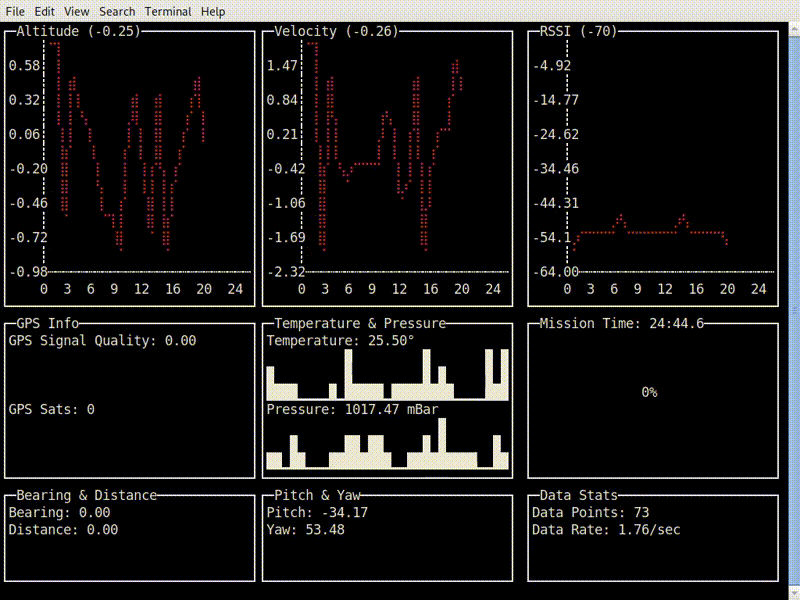 File Edit View Search Terminal Help
Altitude (-0.25)
0.58
0.32
0.06
-0.20
-0.46
-0.72
-0.98
0 3 6 9 12 16 20 24
Velocity (-0.26)
1.47
0.84
0.21
-0.42
-1.06
-1.69
-2.32
0 3 6 9 12 16 20 24
RSSI (-70)
-4.92
-14.77
-24.62
-34.46
-44.31
-54.1
-64.00
0 3 6 9 12 16 20 24
GPS Info
GPS Signal Quality: 0.00
GPS Sats: 0
Temperature & Pressure
Temperature: 25.50°
Pressure: 1017.47 mBar
Mission Time: 24:44.6
0%
Bearing & Distance
Bearing: 0.00
Distance: 0.00
Pitch & Yaw
Pitch: -34.17
Yaw: 53.48
Data Stats
Data Points: 73
Data Rate: 1.76/sec